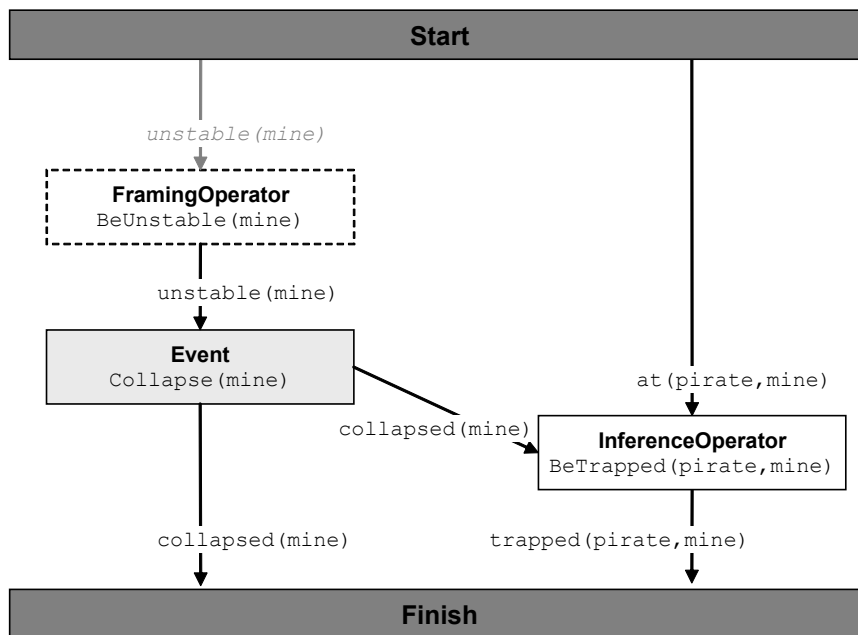 Start
unstable(mine)
FramingOperator
BeUnstable(mine)
unstable(mine)
Event
Collapse(mine)
at(pirate,mine)
collapsed(mine)
InferenceOperator
BeTrapped(pirate,mine)
collapsed(mine)
trapped(pirate,mine)
Finish